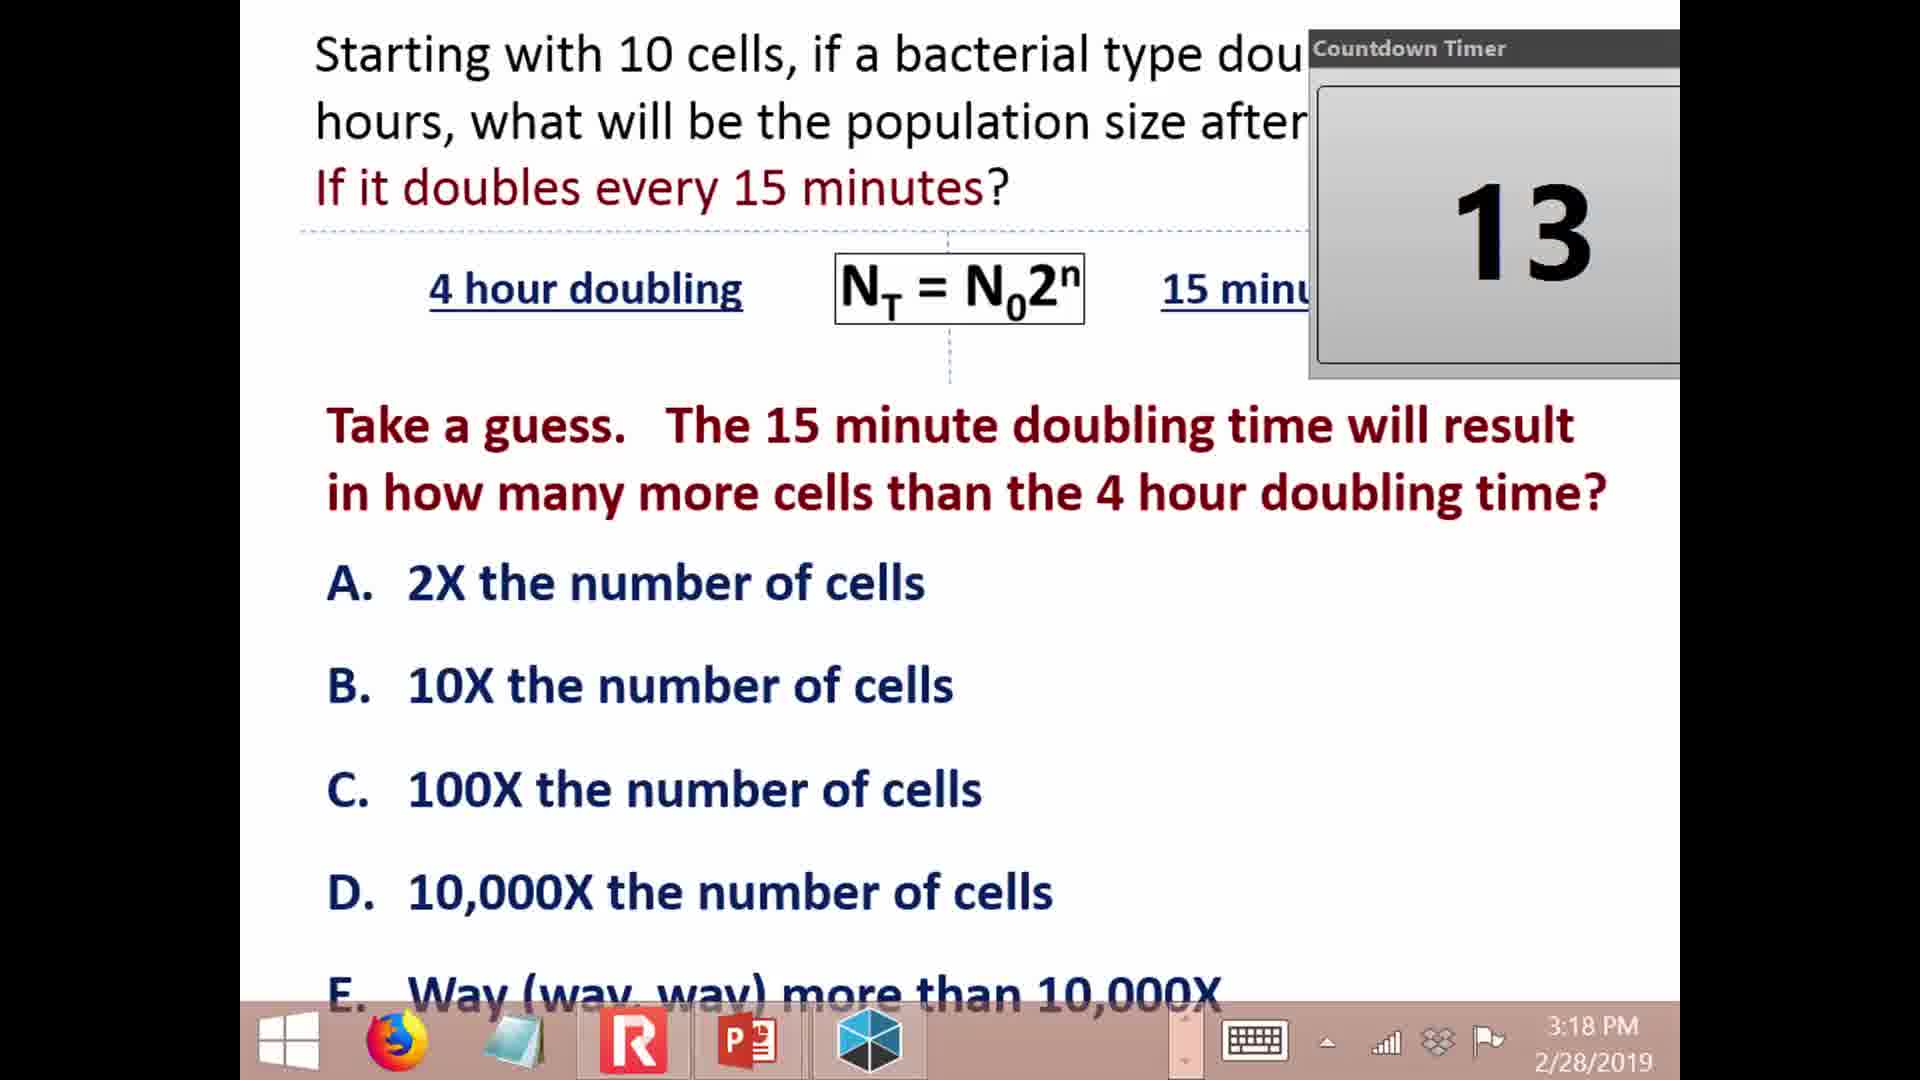 Starting with 10 cells, if a bacterial type dou
hours, what will be the population size after
If it doubles every 15 minutes?
Countdown Timer
13
4 hour doubling
N_T = N_0 2^n
15 minu
Take a guess. The 15 minute doubling time will result
in how many more cells than the 4 hour doubling time?
A. 2X the number of cells
B. 10X the number of cells
C. 100X the number of cells
D. 10,000X the number of cells
E. Way (way, way) more than 10,000X
3:18 PM
2/28/2019